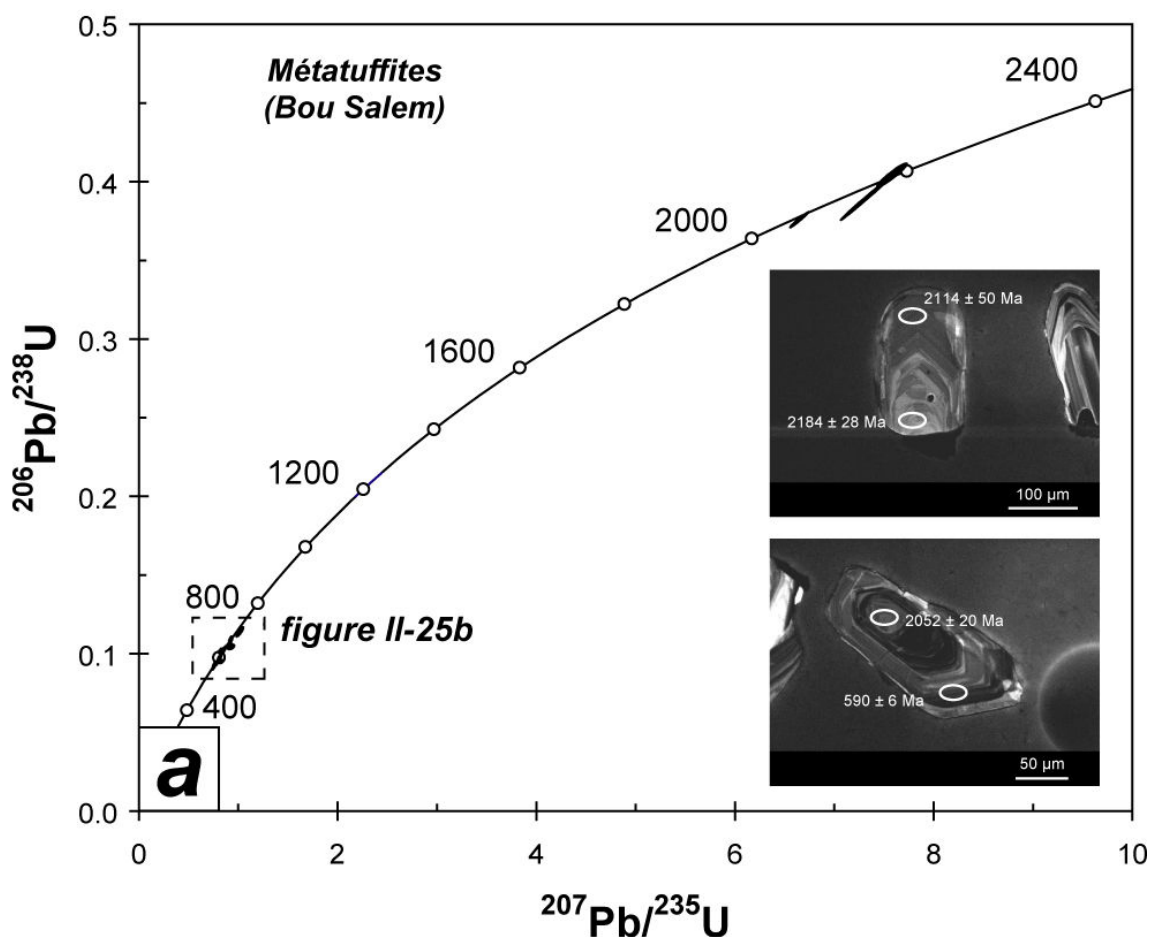 Métatuffites
(Bou Salem)
0.5
0.4
0.3
0.2
0.1
0.0
²⁰⁶Pb/²³⁸U
2400
2000
1600
1200
800
400
figure II-25b
a
2114 ± 50 Ma
2184 ± 28 Ma
100 µm
2052 ± 20 Ma
590 ± 6 Ma
50 µm
0 2 4 6 8 10
²⁰⁷Pb/²³⁵U